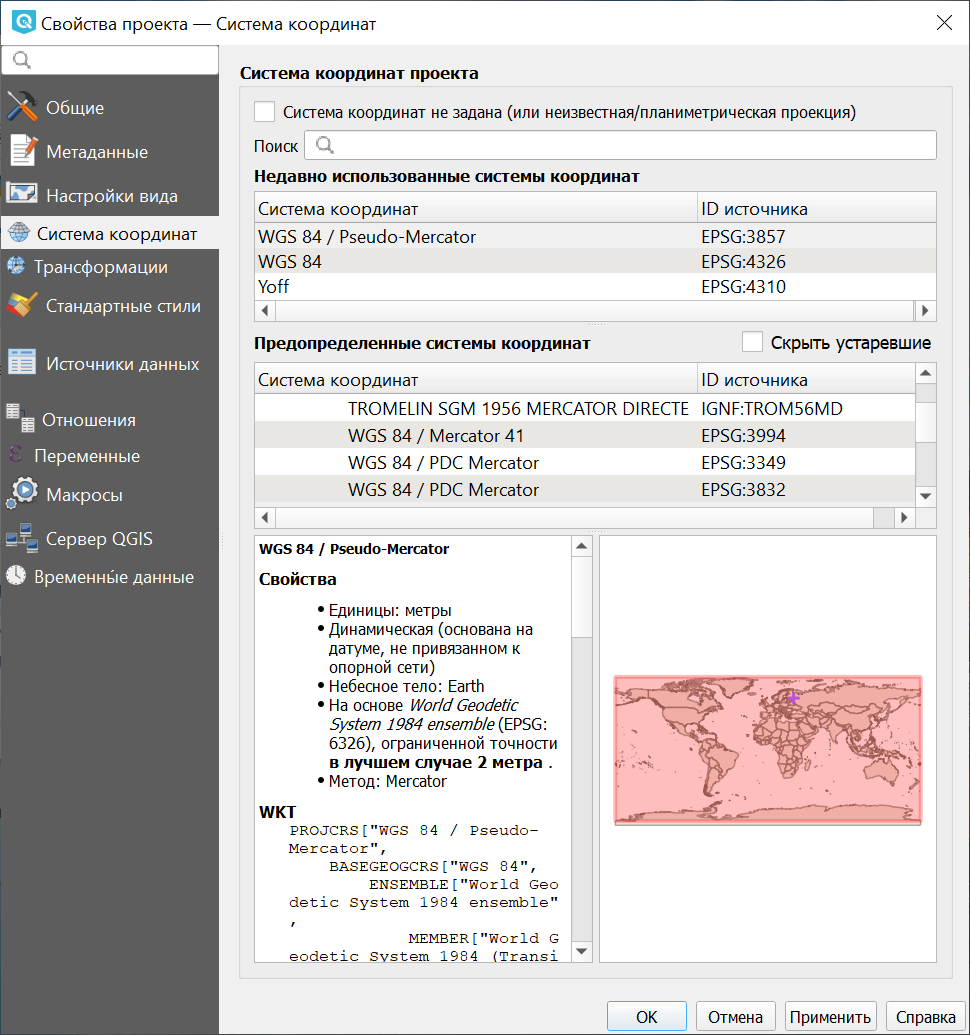 Свойства проекта — Система координат
Общие
Метаданные
Настройки вида
Система координат
Трансформации
Стандартные стили
Источники данных
Отношения
Переменные
Макросы
Сервер QGIS
Временны́е данные
Система координат проекта
Система координат не задана (или неизвестная/планиметрическая проекция)
Поиск
Недавно использованные системы координат
Система координат ID источника
WGS 84 / Pseudo-Mercator EPSG:3857
WGS 84 EPSG:4326
Yoff EPSG:4310
Предопределенные системы координат Скрыть устаревшие
Система координат ID источника
TROMELIN SGM 1956 MERCATOR DIRECTE IGNF:TROM56MD
WGS 84 / Mercator 41 EPSG:3994
WGS 84 / PDC Mercator EPSG:3349
WGS 84 / PDC Mercator EPSG:3832
WGS 84 / Pseudo-Mercator
Свойства
• Единицы: метры
• Динамическая (основана на
датуме, не привязанном к
опорной сети)
• Небесное тело: Earth
• На основе World Geodetic
System 1984 ensemble (EPSG:
6326), ограниченной точности
в лучшем случае 2 метра .
• Метод: Mercator
WKT
PROJCRS["WGS 84 / Pseudo-
Mercator",
BASEGEOGCRS["WGS 84",
ENSEMBLE["World Geo
detic System 1984 ensemble"
,
MEMBER["World G
eodetic System 1984 (Transi
OK Отмена Применить Справка